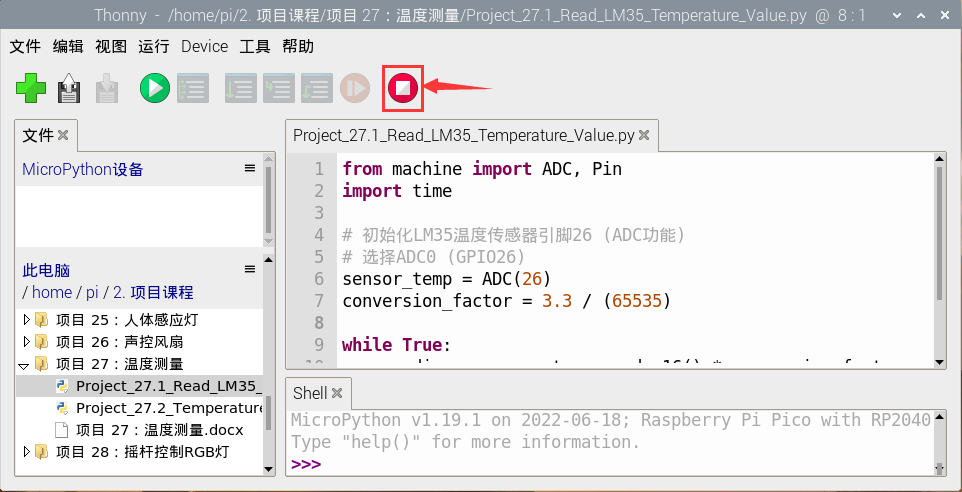 Thonny - /home/pi/2. 项目课程/项目 27：温度测量/Project_27.1_Read_LM35_Temperature_Value.py @ 8 : 1
文件 编辑 视图 运行 Device 工具 帮助
文件
MicroPython设备
此电脑
/ home / pi / 2. 项目课程
项目 25：人体感应灯
项目 26：声控风扇
项目 27：温度测量
Project_27.1_Read_LM35_
Project_27.2_Temperature
项目 27：温度测量.docx
项目 28：摇杆控制RGB灯
Project_27.1_Read_LM35_Temperature_Value.py
1 from machine import ADC, Pin
2 import time
3
4 # 初始化LM35温度传感器引脚26 (ADC功能)
5 # 选择ADC0 (GPIO26)
6 sensor_temp = ADC(26)
7 conversion_factor = 3.3 / (65535)
8
9 while True:
Shell
MicroPython v1.19.1 on 2022-06-18; Raspberry Pi Pico with RP2040
Type "help()" for more information.
>>>